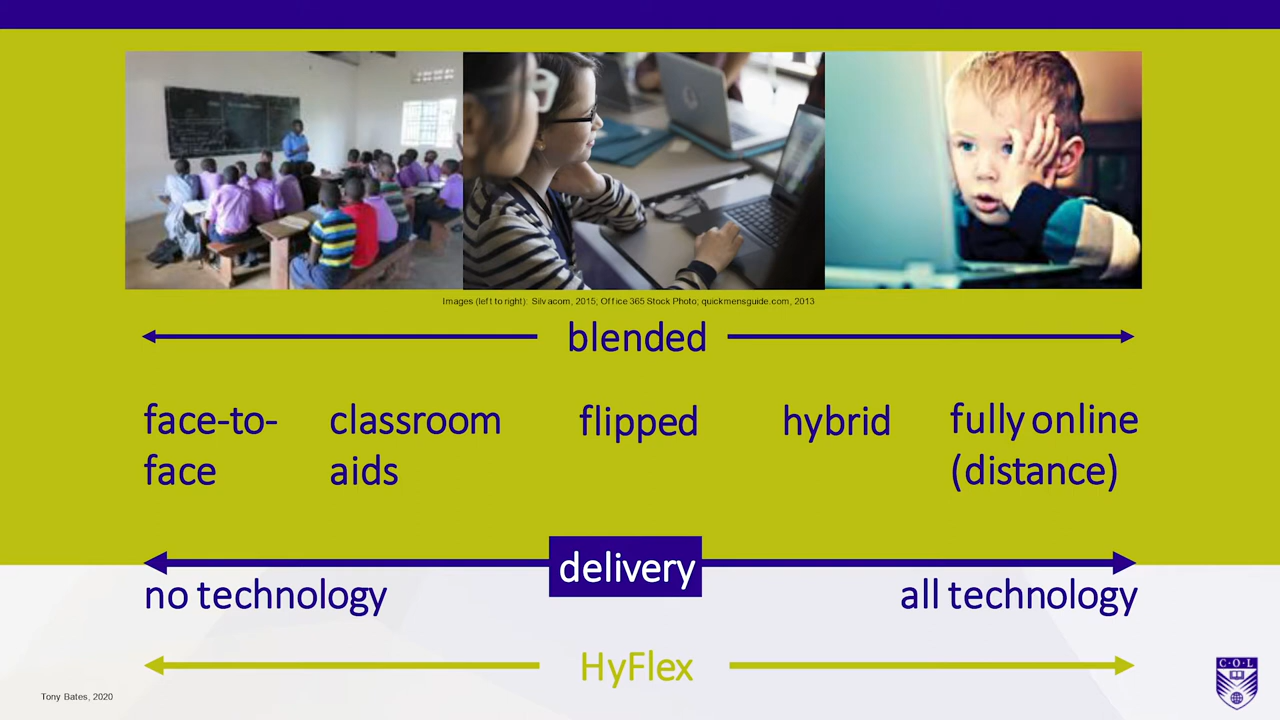 Images (left to right): Silvacom, 2015; Office 365 Stock Photo; quickmensguide.com, 2013
blended
face-to-
face
classroom
aids
flipped
hybrid
fully online
(distance)
delivery
no technology
all technology
HyFlex
Tony Bates, 2020
C·O·L